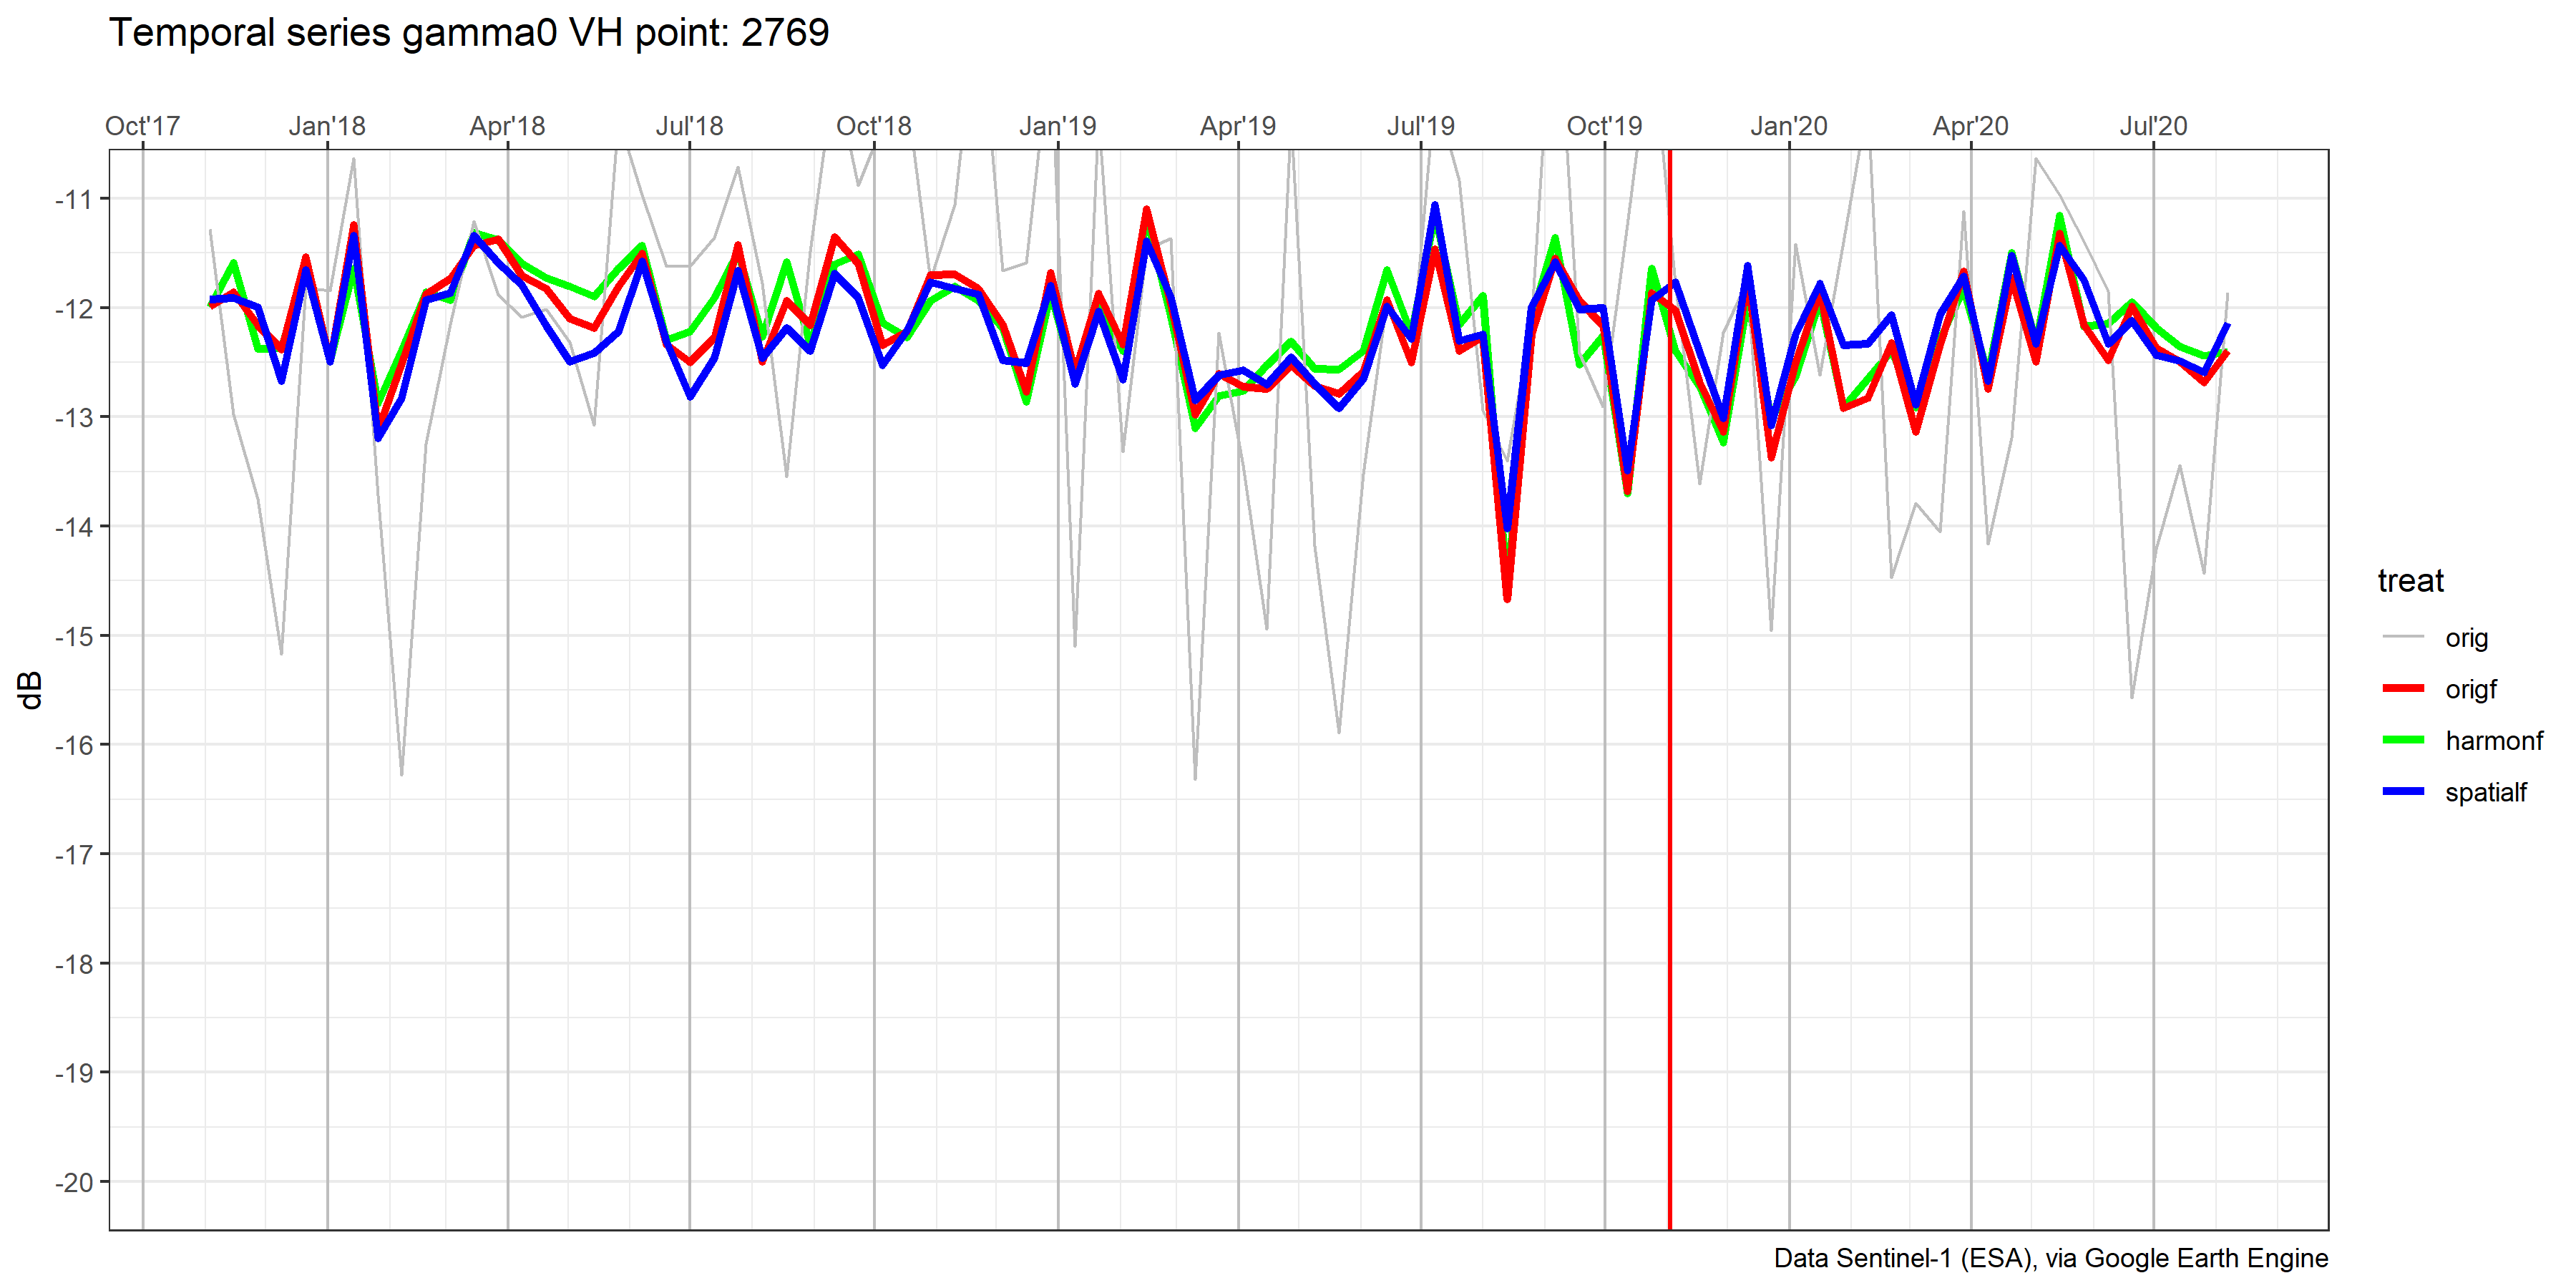 Temporal series gamma0 VH point: 2769
Oct'17 Jan'18 Apr'18 Jul'18 Oct'18 Jan'19 Apr'19 Jul'19 Oct'19 Jan'20 Apr'20 Jul'20
-11
-12
-13
-14
-15
-16
-17
-18
-19
-20
dB
treat
orig
origf
harmonf
spatialf
Data Sentinel-1 (ESA), via Google Earth Engine